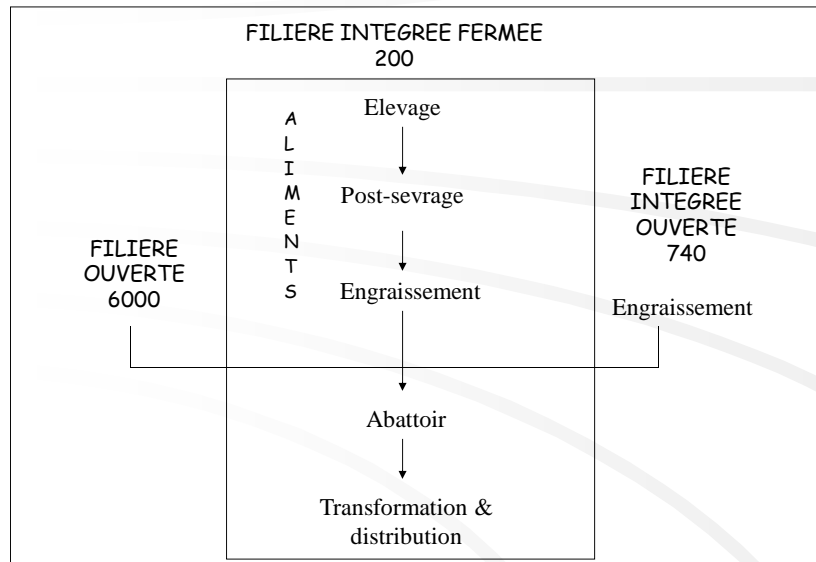 FILIERE INTEGREE FERMEE
200
A
L
I
M
E
N
T
S
Elevage
Post-sevrage
Engraissement
FILIERE
OUVERTE
6000
FILIERE
INTEGREE
OUVERTE
740
Engraissement
Abattoir
Transformation &
distribution